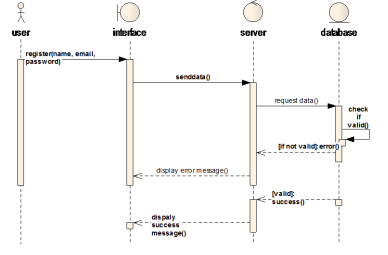 user
interface
server
database
register(name, email,
password)
senddata()
request data()
check
if
valid()
[if not valid]:error()
display error message()
[valid]:
success()
dispaly
success
message()